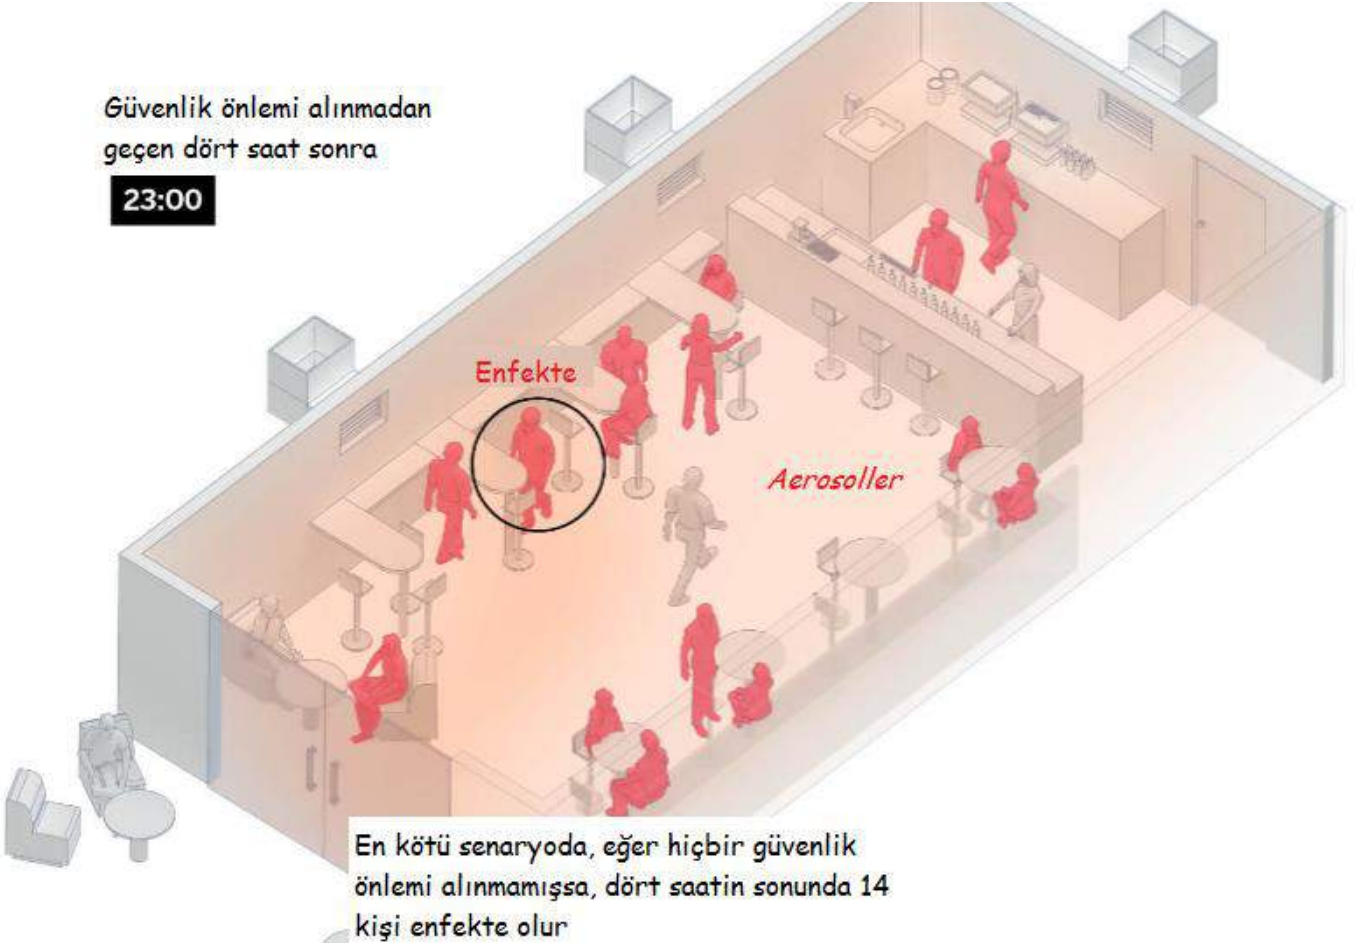 Güvenlik önlemi alınmadan
geçen dört saat sonra
23:00
Enfekte
Aerosoller
En kötü senaryoda, eğer hiçbir güvenlik
önlemi alınmamışsa, dört saatin sonunda 14
kişi enfekte olur